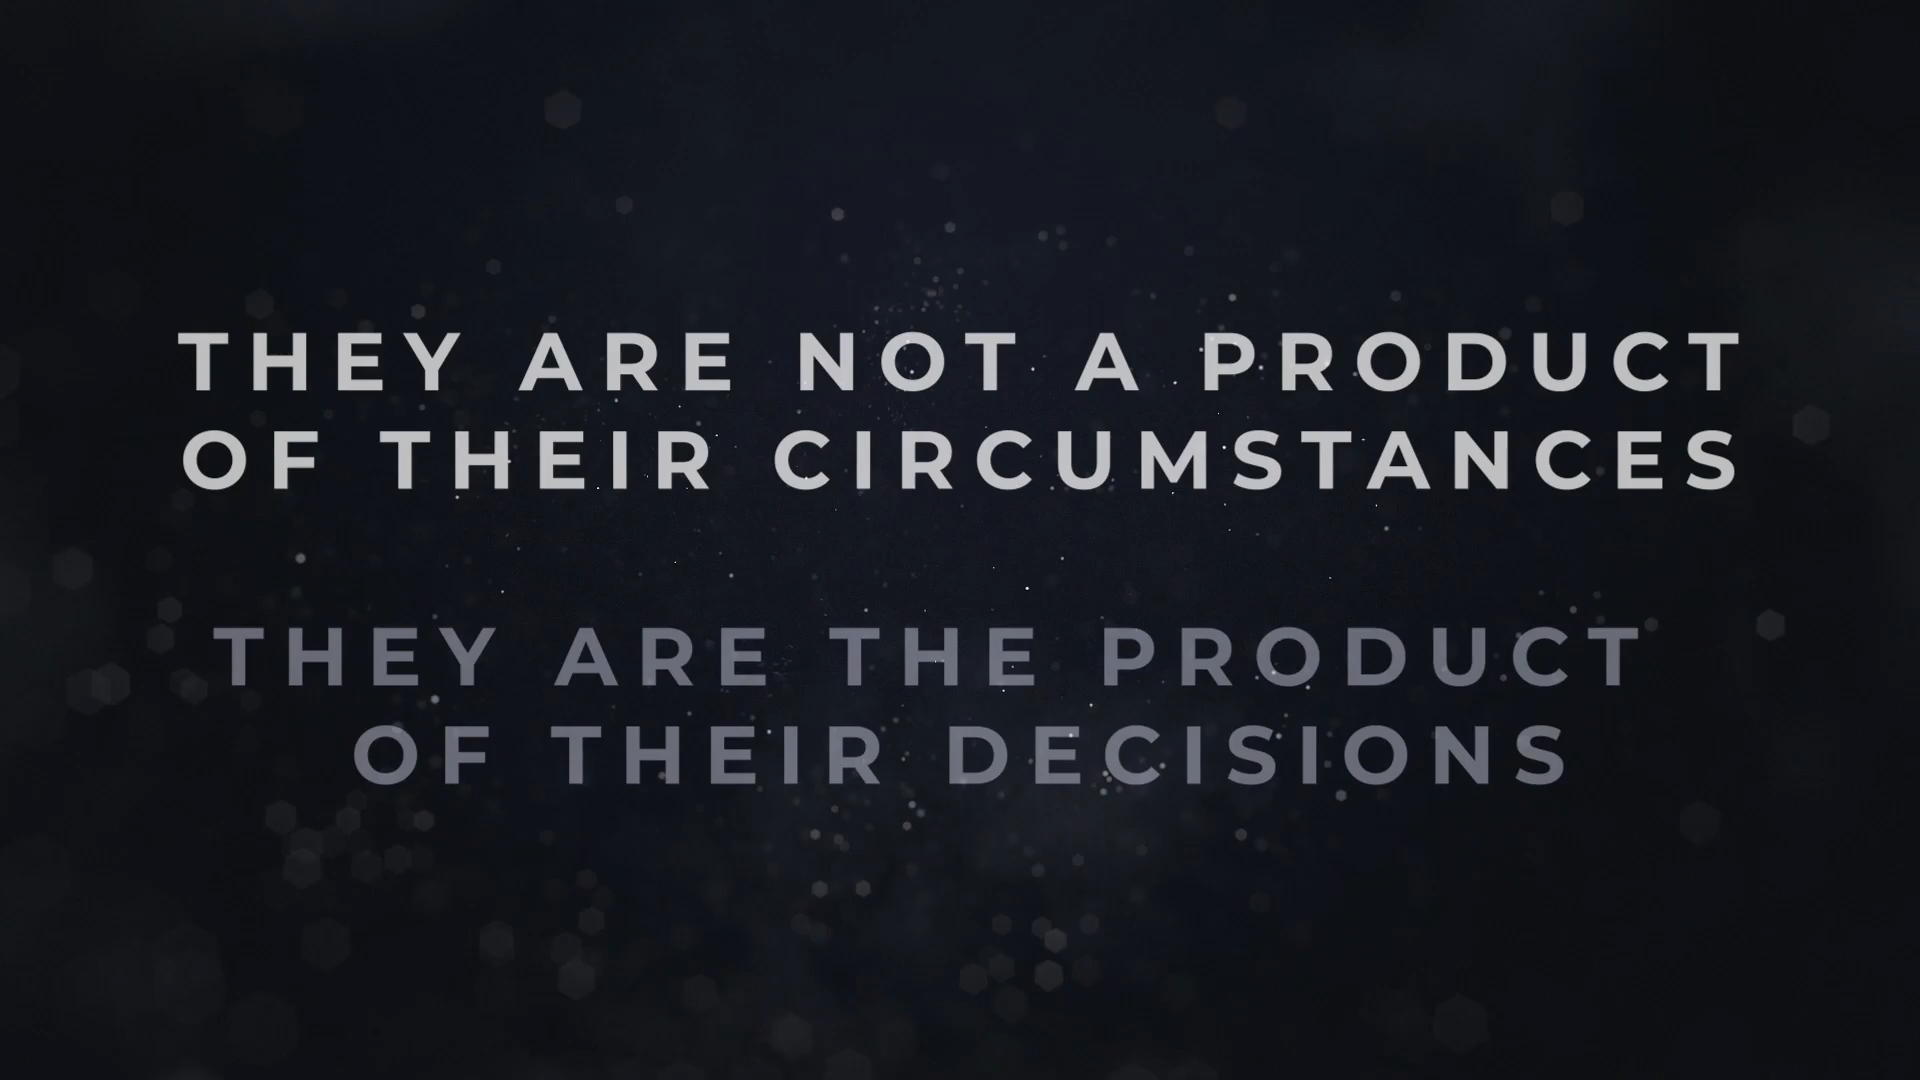 THEY ARE NOT A PRODUCT
OF THEIR CIRCUMSTANCES
THEY ARE THE PRODUCT
OF THEIR DECISIONS